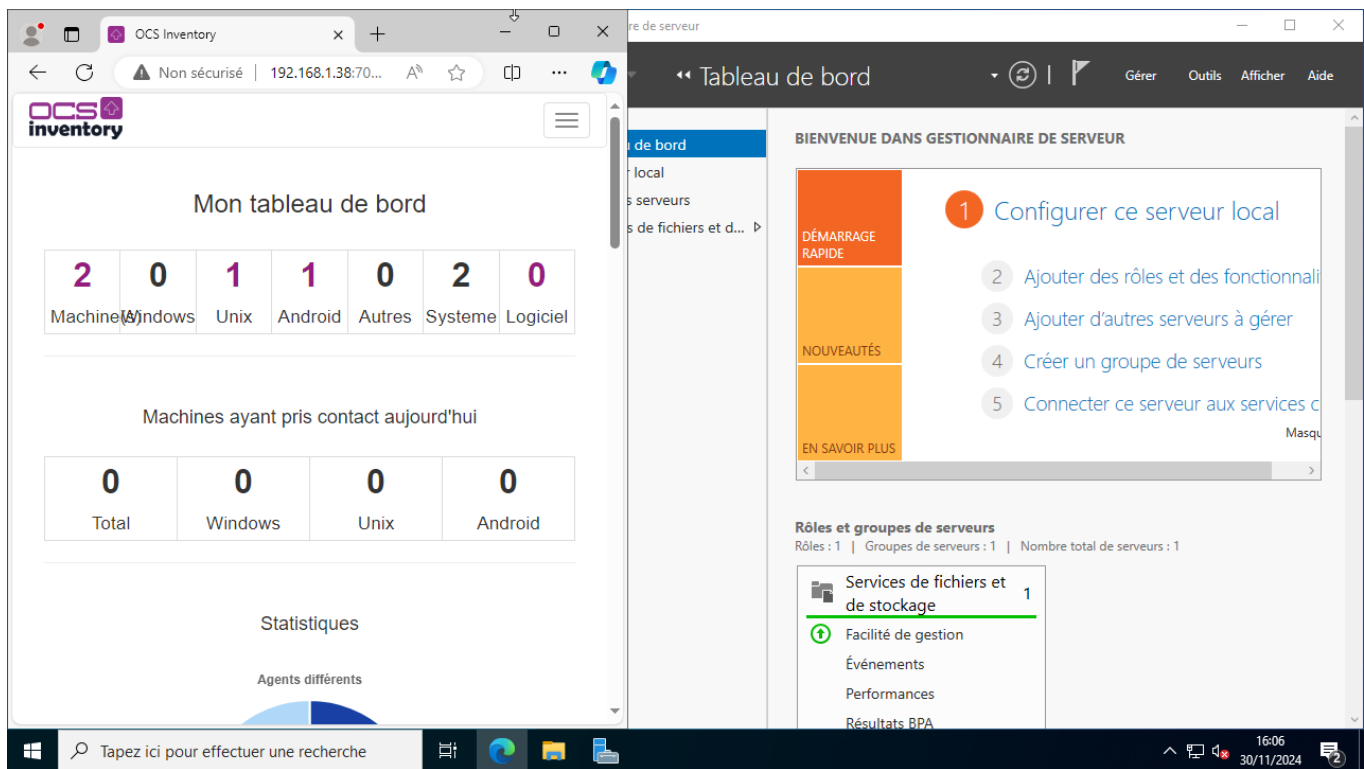 OCS Inventory
Non sécurisé | 192.168.1.38:70...
OCS
inventory
Mon tableau de bord
2 0 1 1 0 2 0
Machine(s) Windows Unix Android Autres Systeme Logiciel
Machines ayant pris contact aujourd'hui
0 0 0 0
Total Windows Unix Android
Statistiques
Agents différents
re de serveur
Tableau de bord
Gérer Outils Afficher Aide
u de bord
r local
s serveurs
s de fichiers et d...
BIENVENUE DANS GESTIONNAIRE DE SERVEUR
DÉMARRAGE
RAPIDE
NOUVEAUTÉS
EN SAVOIR PLUS
1 Configurer ce serveur local
2 Ajouter des rôles et des fonctionnali
3 Ajouter d'autres serveurs à gérer
4 Créer un groupe de serveurs
5 Connecter ce serveur aux services c
Masqu
Rôles et groupes de serveurs
Rôles : 1 | Groupes de serveurs : 1 | Nombre total de serveurs : 1
Services de fichiers et
de stockage
1
Facilité de gestion
Événements
Performances
Résultats BPA
Tapez ici pour effectuer une recherche
16:06
30/11/2024
2